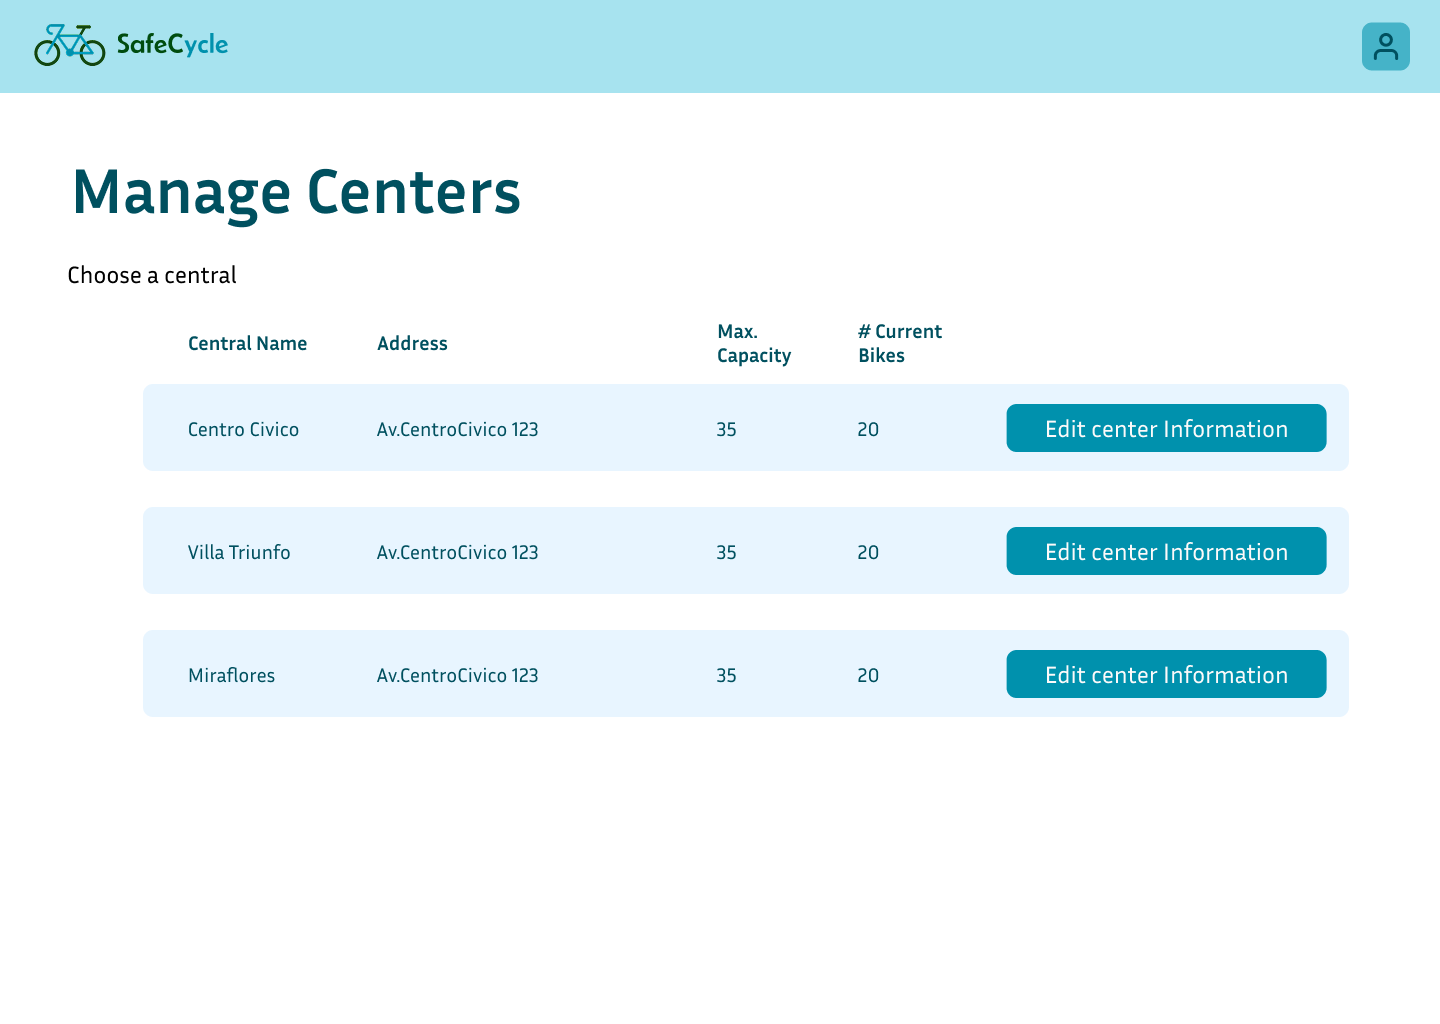 SafeCycle
Manage Centers
Choose a central
Central Name Address Max. Capacity # Current Bikes
Centro Civico Av.CentroCivico 123 35 20 Edit center Information
Villa Triunfo Av.CentroCivico 123 35 20 Edit center Information
Miraflores Av.CentroCivico 123 35 20 Edit center Information